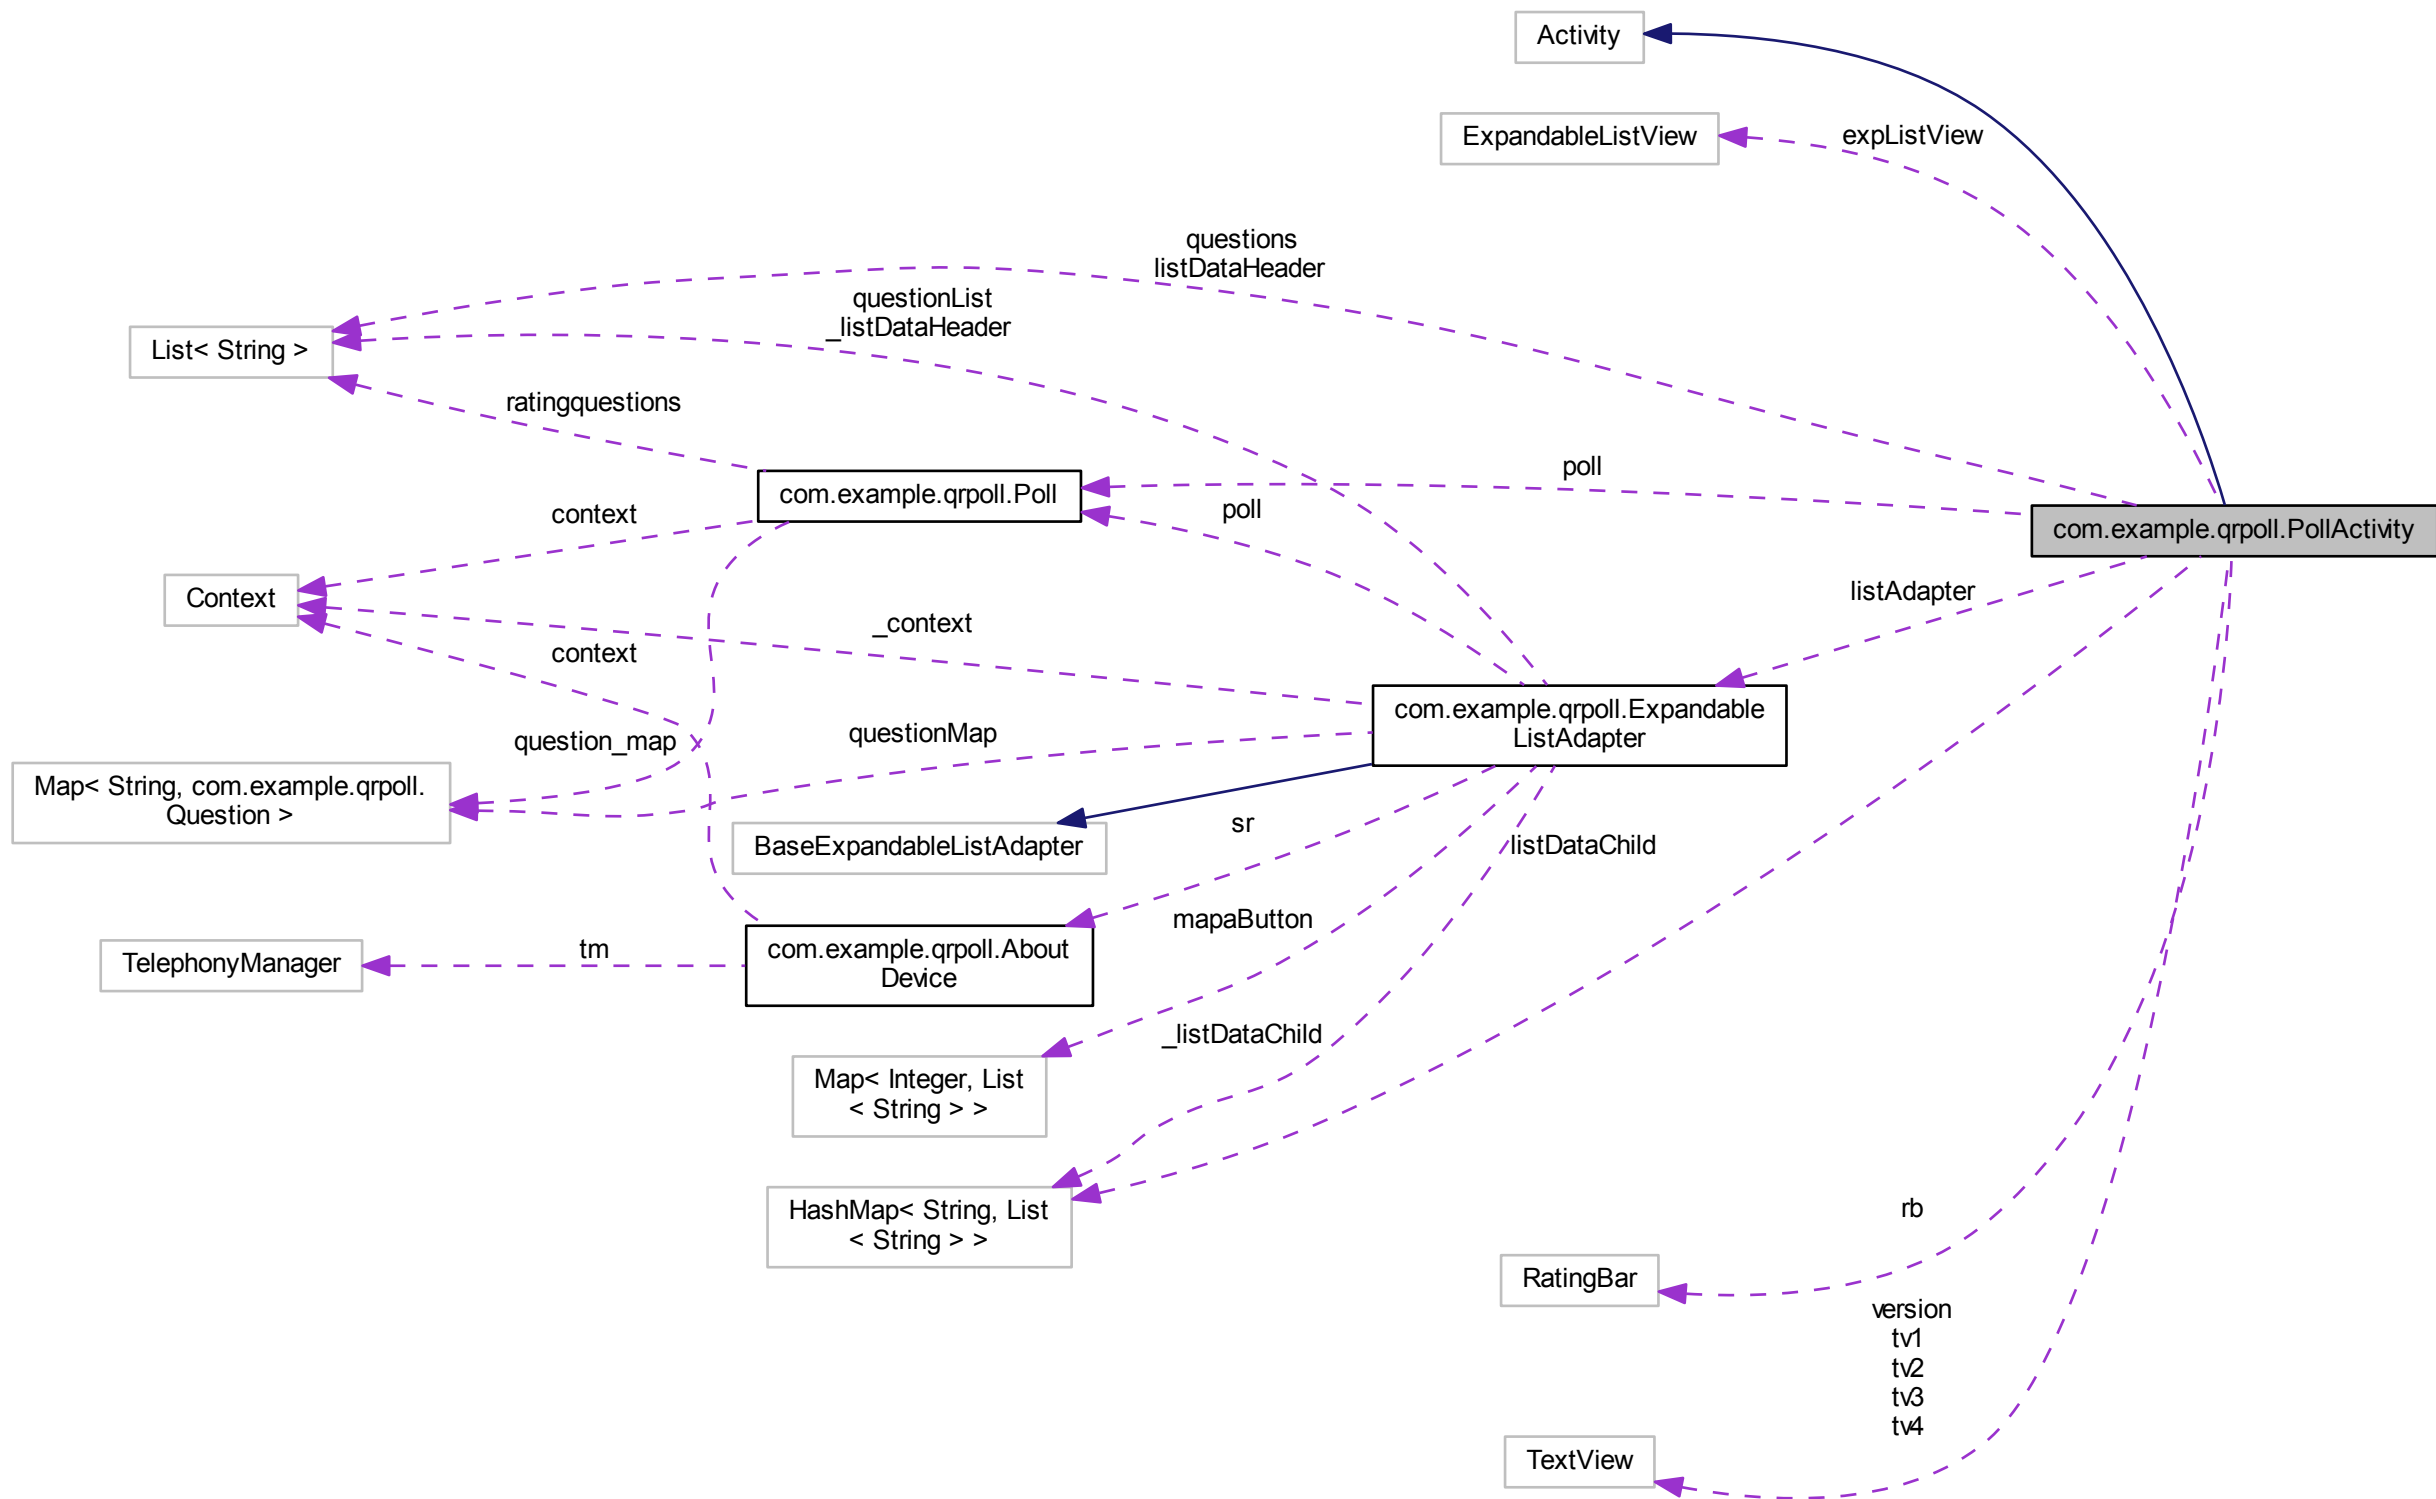 Activity
ExpandableListView
expListView
questions
listDataHeader
questionList
_listDataHeader
List< String >
ratingquestions
poll
com.example.qrpoll.Poll
context
poll
com.example.qrpoll.PollActivity
Context
listAdapter
_context
context
com.example.qrpoll.Expandable
ListAdapter
question_map
questionMap
Map< String, com.example.qrpoll.
Question >
BaseExpandableListAdapter
sr
listDataChild
mapaButton
com.example.qrpoll.About
Device
tm
TelephonyManager
_listDataChild
Map< Integer, List
< String > >
HashMap< String, List
< String > >
rb
RatingBar
version
tv1
tv2
tv3
tv4
TextView